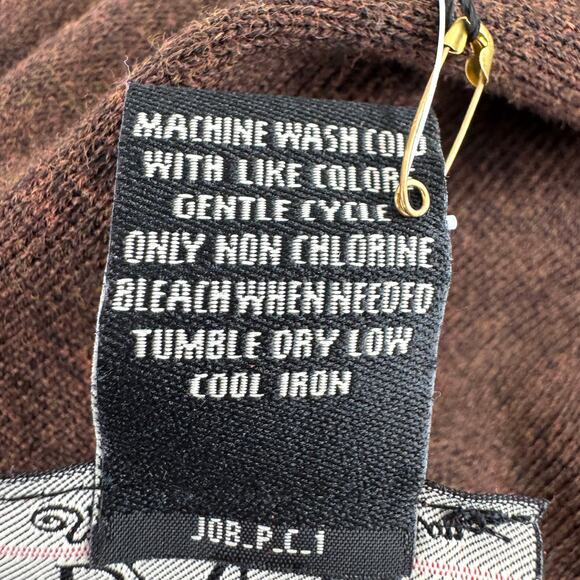 MACHINE WASH COLD
WITH LIKE COLOR
GENTLE CYCLE
ONLY NON CHLORINE
BLEACH WHEN NEEDED
TUMBLE DRY LOW
COOL IRON
JOB_P_C_1